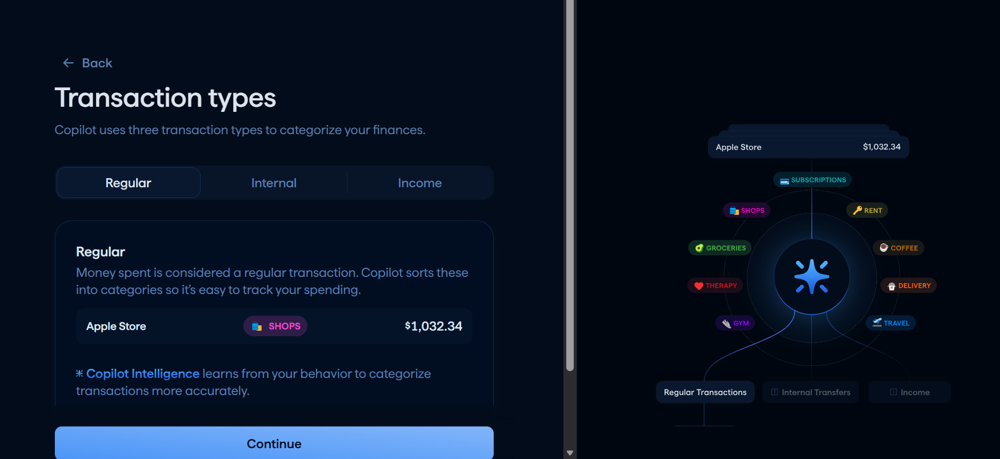 Back
Transaction types
Copilot uses three transaction types to categorize your finances.
Regular
Internal
Income
Regular
Money spent is considered a regular transaction. Copilot sorts these
into categories so it's easy to track your spending.
Apple Store
SHOPS
$1,032.34
Copilot Intelligence learns from your behavior to categorize
transactions more accurately.
Continue
Apple Store
$1,032.34
SUBSCRIPTIONS
SHOPS
RENT
GROCERIES
COFFEE
THERAPY
DELIVERY
GYM
TRAVEL
Regular Transactions
T Internal Transfers
I Income